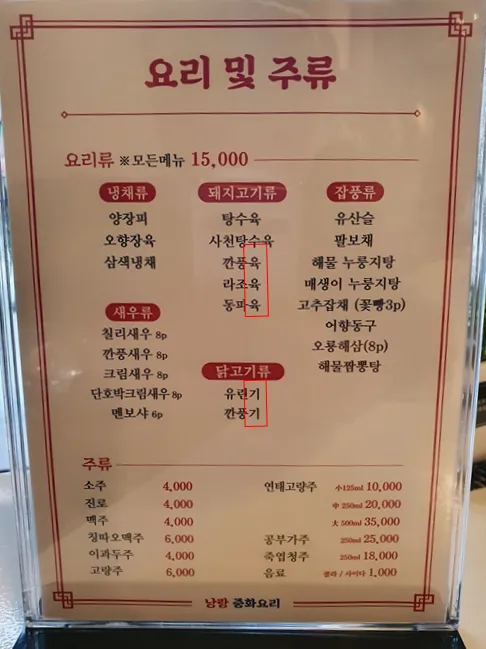 요리 및 주류
요리류 ※모든메뉴 15,000
냉채류
양장피
오향장육
삼색냉채
새우류
칠리새우 8p
깐풍새우 8p
크림새우 8p
단호박크림새우 8p
멘보샤 6p
돼지고기류
탕수육
사천탕수육
깐풍육
라조육
동파육
닭고기류
유린기
깐풍기
잡풍류
유산슬
팔보채
해물 누룽지탕
매생이 누룽지탕
고추잡채 (꽃빵3p)
어향동구
오룡해삼(8p)
해물짬뽕탕
주류
소주 4,000
진로 4,000
맥주 4,000
칭따오맥주 6,000
이과두주 4,000
고량주 6,000
연태고량주 小125ml 10,000
中 250ml 20,000
大 500ml 35,000
공부가주 250ml 25,000
죽엽청주 250ml 18,000
음료 콜라 / 사이다 1,000
낭랑 중화요리